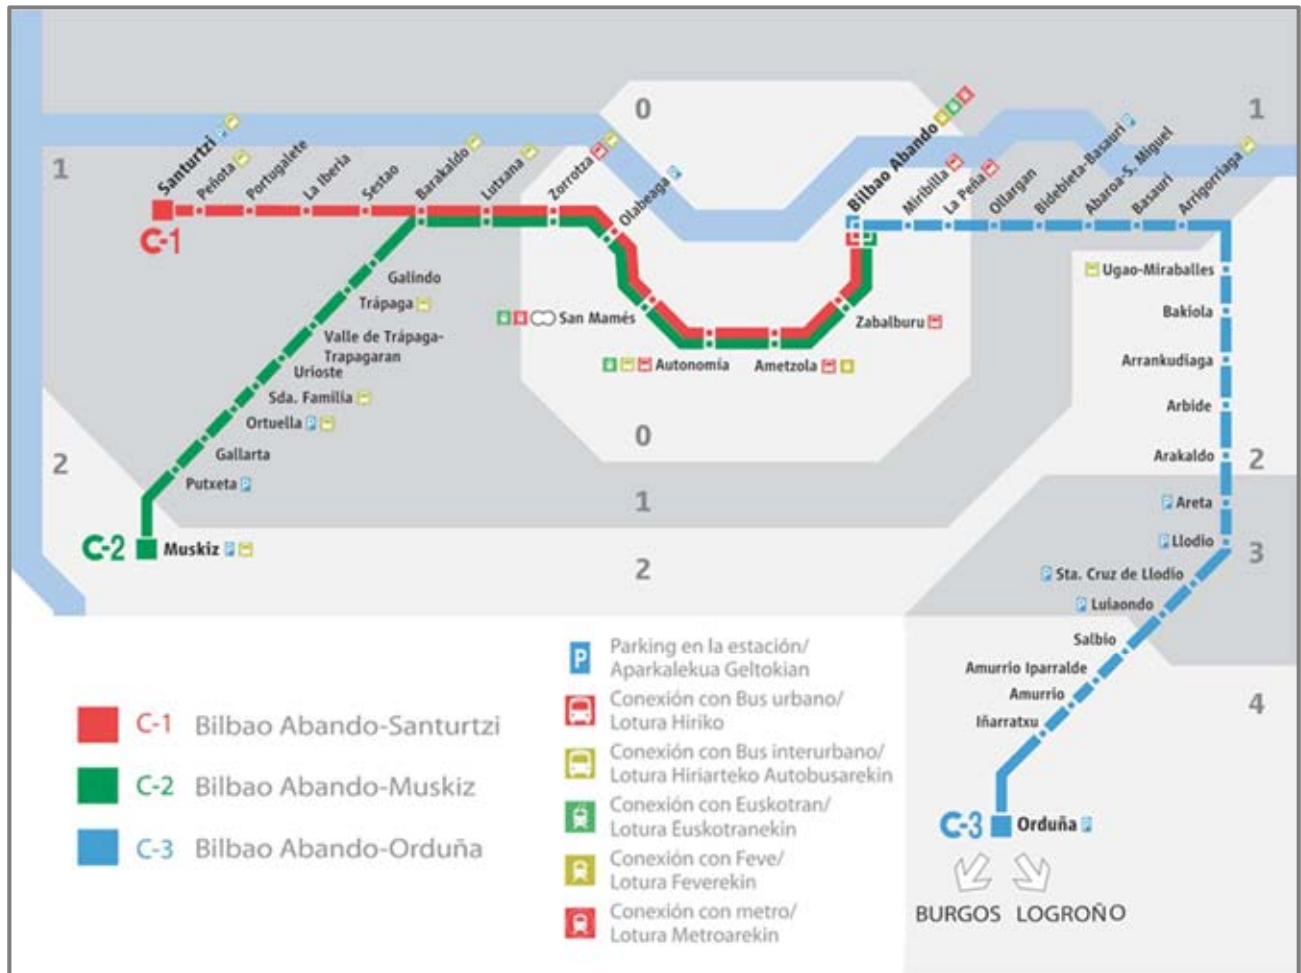 0
1
1
Santurtzi
Peñota
Portugalete
La Iberia
Sestao
Barakaldo
Lutxana
Zorrotza
Olabeaga
Bilbao Abando
Miribilla
La Peña
Ollargan
Bidebieta-Basauri
Abaroa-S. Miguel
Basauri
Arrigorriaga
C-1
Galindo
Trápaga
Valle de Trápaga-
Trapagaran
Urioste
Sda. Familia
Ortuella
Gallarta
Putxeta
C-2
Muskiz
San Mamés
Autonomía
Ametzola
Zabalburu
Ugao-Miraballes
Bakiola
Arrankudiaga
Arbide
Arakaldo
Areta
Llodio
Sta. Cruz de Llodio
Luiaondo
Salbio
Amurrio Iparralde
Amurrio
Iñarratxu
C-3
Orduña
BURGOS LOGROÑO
0
1
2
2
2
3
4
C-1 Bilbao Abando-Santurtzi
C-2 Bilbao Abando-Muskiz
C-3 Bilbao Abando-Orduña
P
Parking en la estación/
Aparkalekua Geltokian
Conexión con Bus urbano/
Lotura Hiriko
Conexión con Bus interurbano/
Lotura Hiriarteko Autobusarekin
Conexión con Euskotran/
Lotura Euskotranekin
Conexión con Feve/
Lotura Feverekin
Conexión con metro/
Lotura Metroarekin